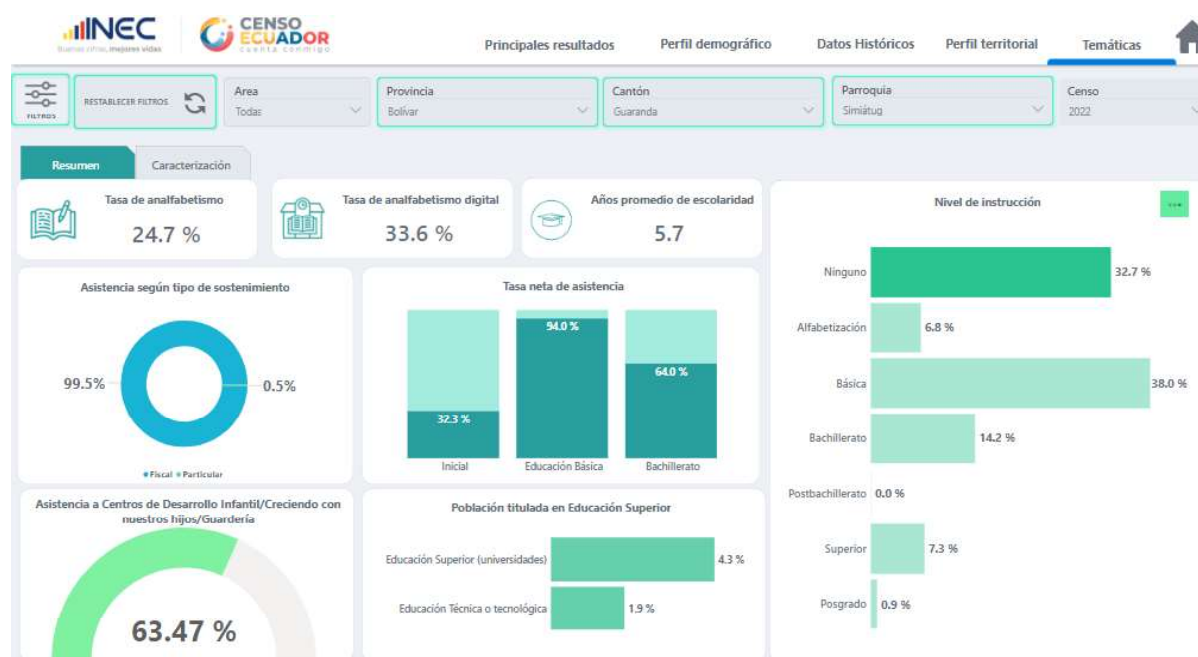 INEC
Buenas cifras, mejores vidas
CENSO
ECUADOR
cuenta conmigo
Principales resultados
Perfil demográfico
Datos Históricos
Perfil territorial
Temáticas
FILTROS
RESTABLECER FILTROS
Area
Todas
Provincia
Bolívar
Cantón
Guaranda
Parroquia
Simiátug
Censo
2022
Resumen
Caracterización
Tasa de analfabetismo
24.7 %
Tasa de analfabetismo digital
33.6 %
Años promedio de escolaridad
5.7
Asistencia según tipo de sostenimiento
99.5%
0.5%
Fiscal Particular
Tasa neta de asistencia
32.3 %
94.0 %
64.0 %
Inicial
Educación Básica
Bachillerato
Nivel de instrucción
Ninguno 32.7 %
Alfabetización 6.8 %
Básica 38.0 %
Bachillerato 14.2 %
Postbachillerato 0.0 %
Superior 7.3 %
Posgrado 0.9 %
Asistencia a Centros de Desarrollo Infantil/Creciendo con
nuestros hijos/Guardería
63.47 %
Población titulada en Educación Superior
Educación Superior (universidades) 4.3 %
Educación Técnica o tecnológica 1.9 %